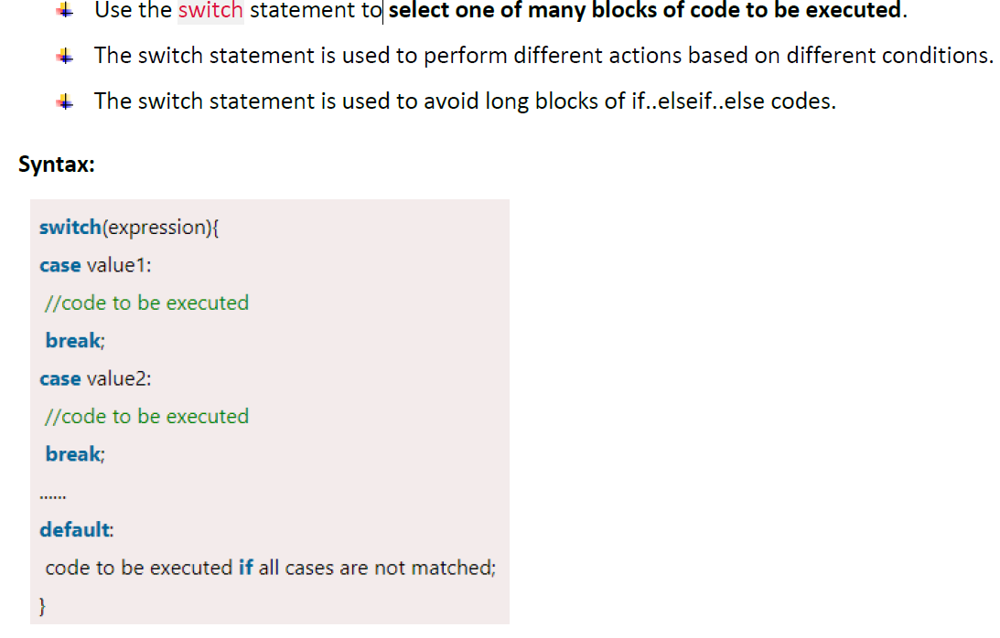 Use the switch statement to select one of many blocks of code to be executed.
The switch statement is used to perform different actions based on different conditions.
The switch statement is used to avoid long blocks of if..elseif..else codes.
Syntax:
switch(expression){
case value1:
//code to be executed
break;
case value2:
//code to be executed
break;
......
default:
code to be executed if all cases are not matched;
}